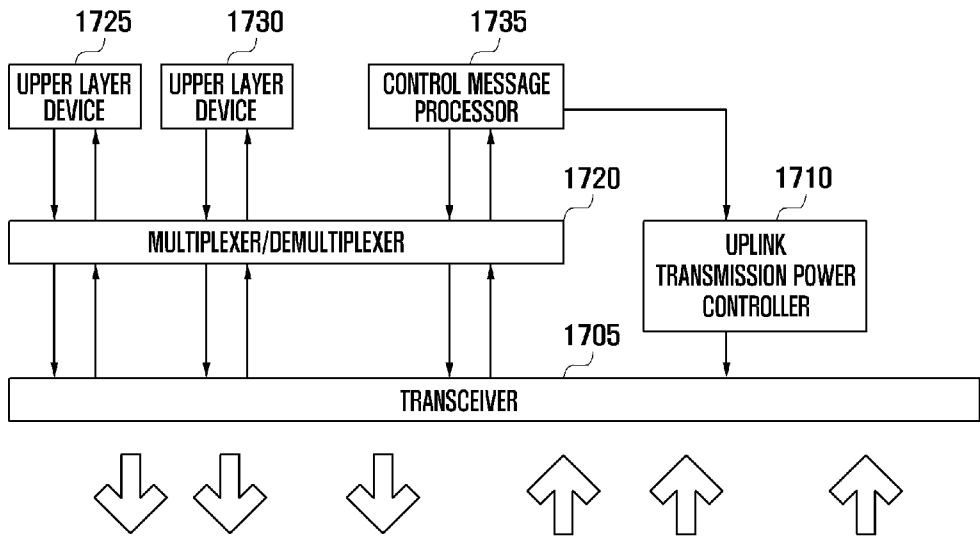 1725
1730
1735
UPPER LAYER
DEVICE
UPPER LAYER
DEVICE
CONTROL MESSAGE
PROCESSOR
1720
1710
MULTIPLEXER/DEMULTIPLEXER
UPLINK
TRANSMISSION POWER
CONTROLLER
1705
TRANSCEIVER